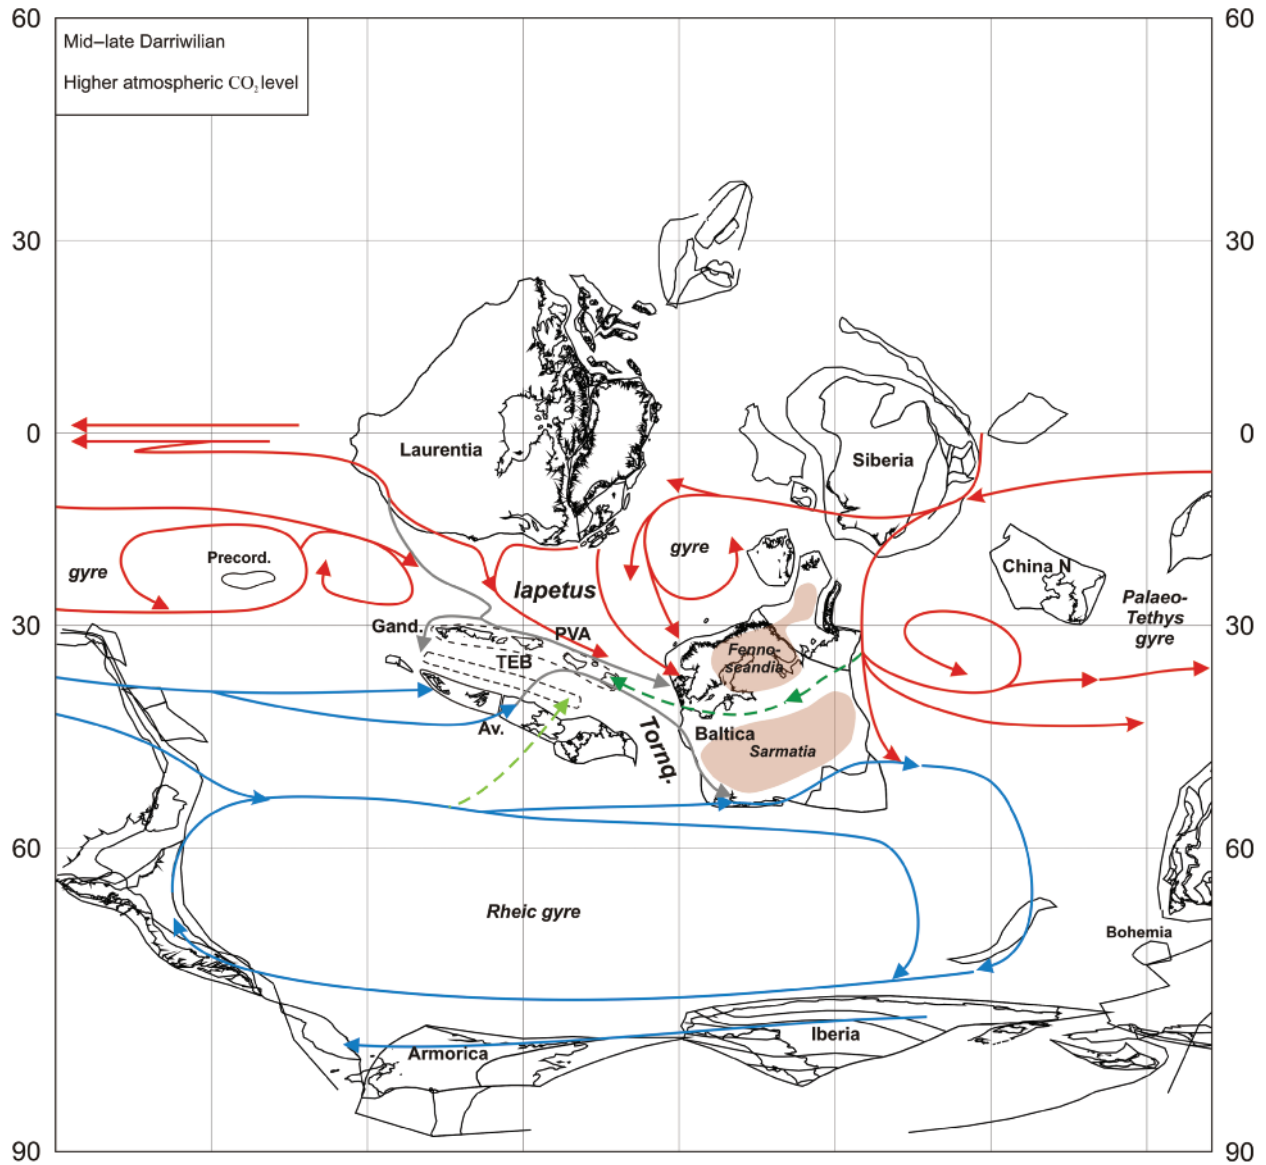 60
60
Mid–late Darriwilian
Higher atmospheric CO2 level
30
30
0
0
Laurentia
Siberia
gyre
Precord.
gyre
Iapetus
China N
Palaeo-
Tethys
gyre
30
30
Gand.
PVA
TEB
Fenno-
scandia
Av.
Tornq.
Baltica
Sarmatia
60
60
Rheic gyre
Bohemia
Armorica
Iberia
90
90